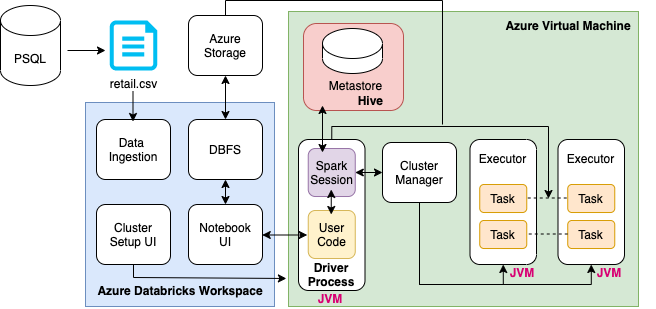 PSQL
retail.csv
Azure
Storage
Azure Virtual Machine
Metastore
Hive
Data
Ingestion
DBFS
Spark
Session
Cluster
Manager
Executor
Executor
Task
Task
Task
Task
Cluster
Setup UI
Notebook
UI
User
Code
Driver
Process
JVM
JVM
JVM
Azure Databricks Workspace